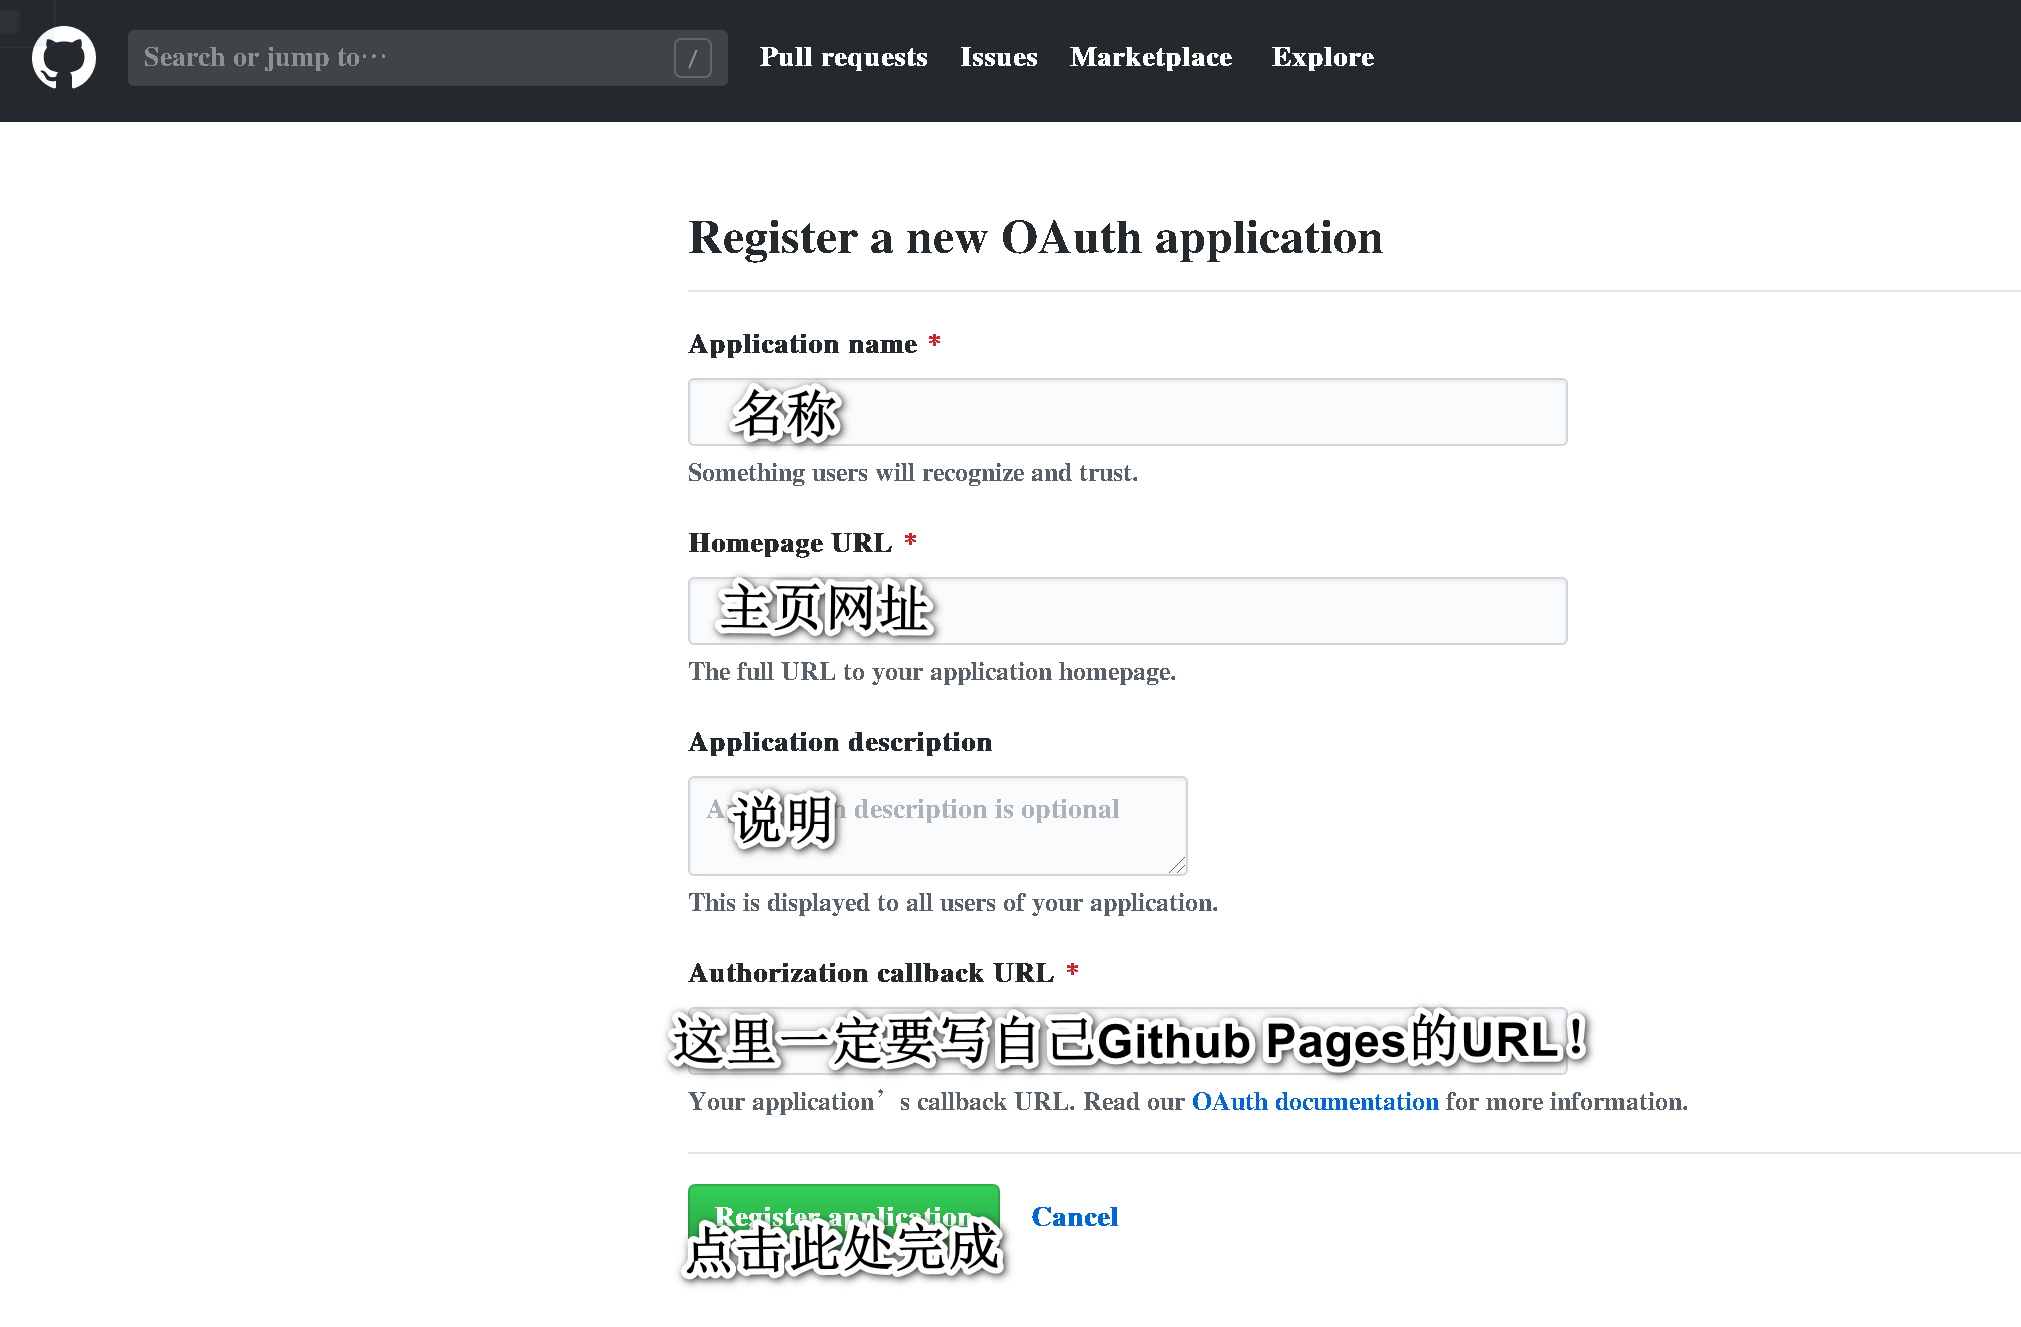 Search or jump to…
/
Pull requests Issues Marketplace Explore
Register a new OAuth application
Application name *
名称
Something users will recognize and trust.
Homepage URL *
主页网址
The full URL to your application homepage.
Application description
说明
description is optional
This is displayed to all users of your application.
Authorization callback URL *
这里一定要写自己Github Pages的URL！
Your application’s callback URL. Read our OAuth documentation for more information.
Register application
Cancel
点击此处完成